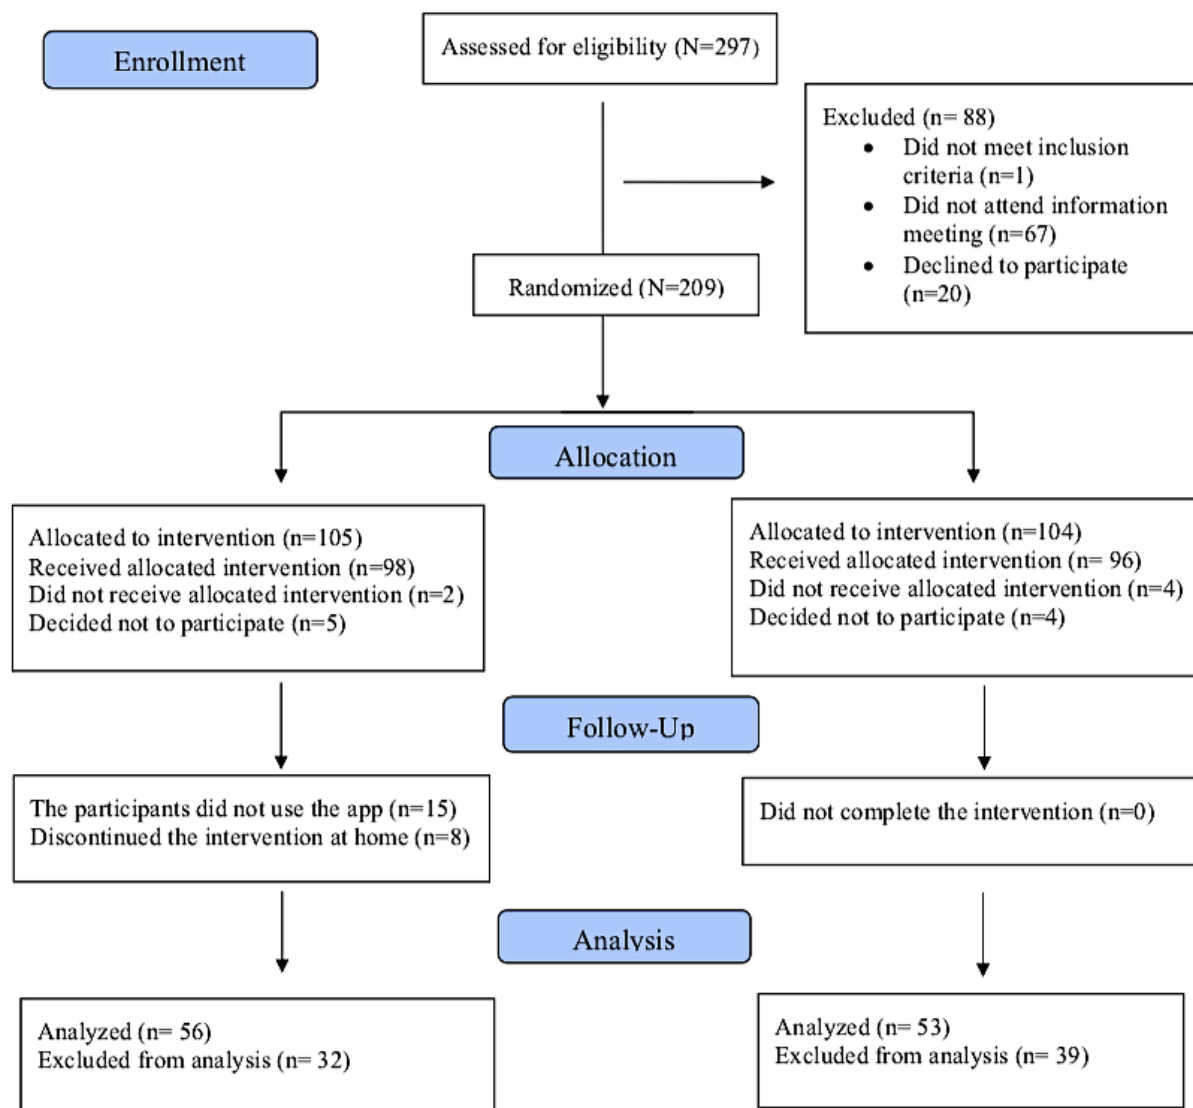 Enrollment
Assessed for eligibility (N=297)
Excluded (n= 88)
• Did not meet inclusion
criteria (n=1)
• Did not attend information
meeting (n=67)
• Declined to participate
(n=20)
Randomized (N=209)
Allocation
Allocated to intervention (n=105)
Received allocated intervention (n=98)
Did not receive allocated intervention (n=2)
Decided not to participate (n=5)
Allocated to intervention (n=104)
Received allocated intervention (n= 96)
Did not receive allocated intervention (n=4)
Decided not to participate (n=4)
Follow-Up
The participants did not use the app (n=15)
Discontinued the intervention at home (n=8)
Did not complete the intervention (n=0)
Analysis
Analyzed (n= 56)
Excluded from analysis (n= 32)
Analyzed (n= 53)
Excluded from analysis (n= 39)